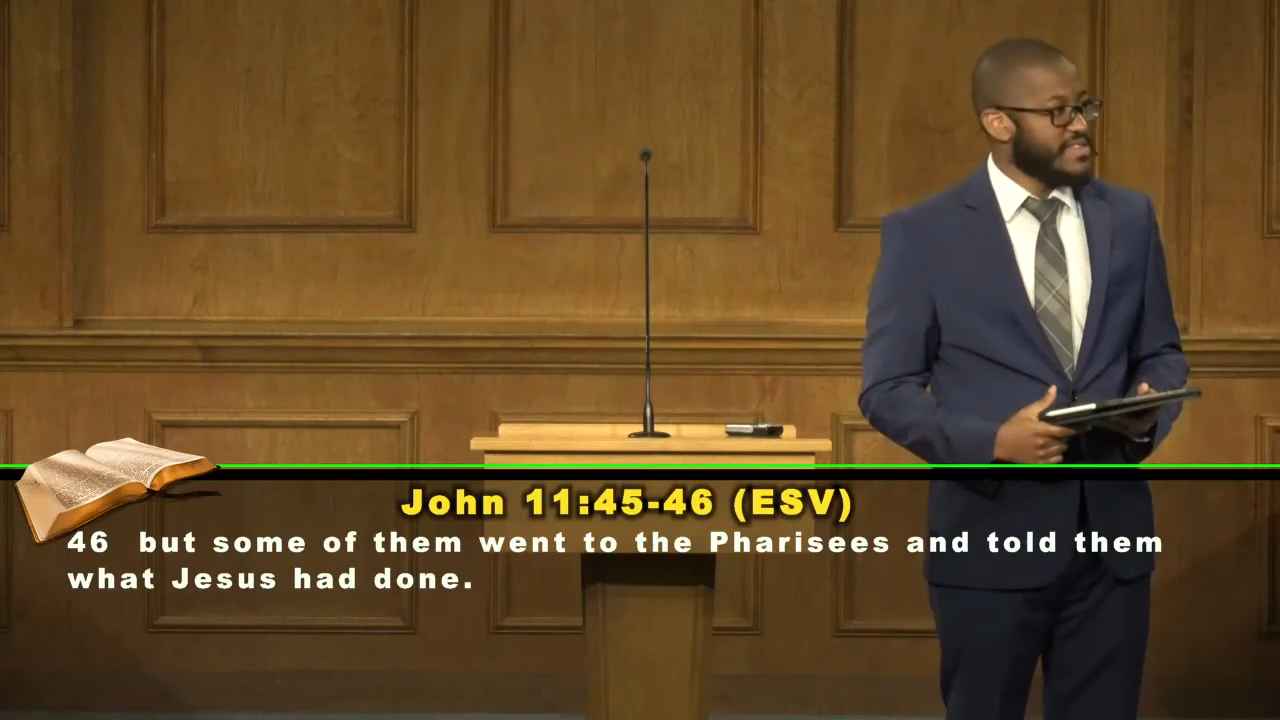 John 11:45-46 (ESV)
46 but some of them went to the Pharisees and told them
what Jesus had done.